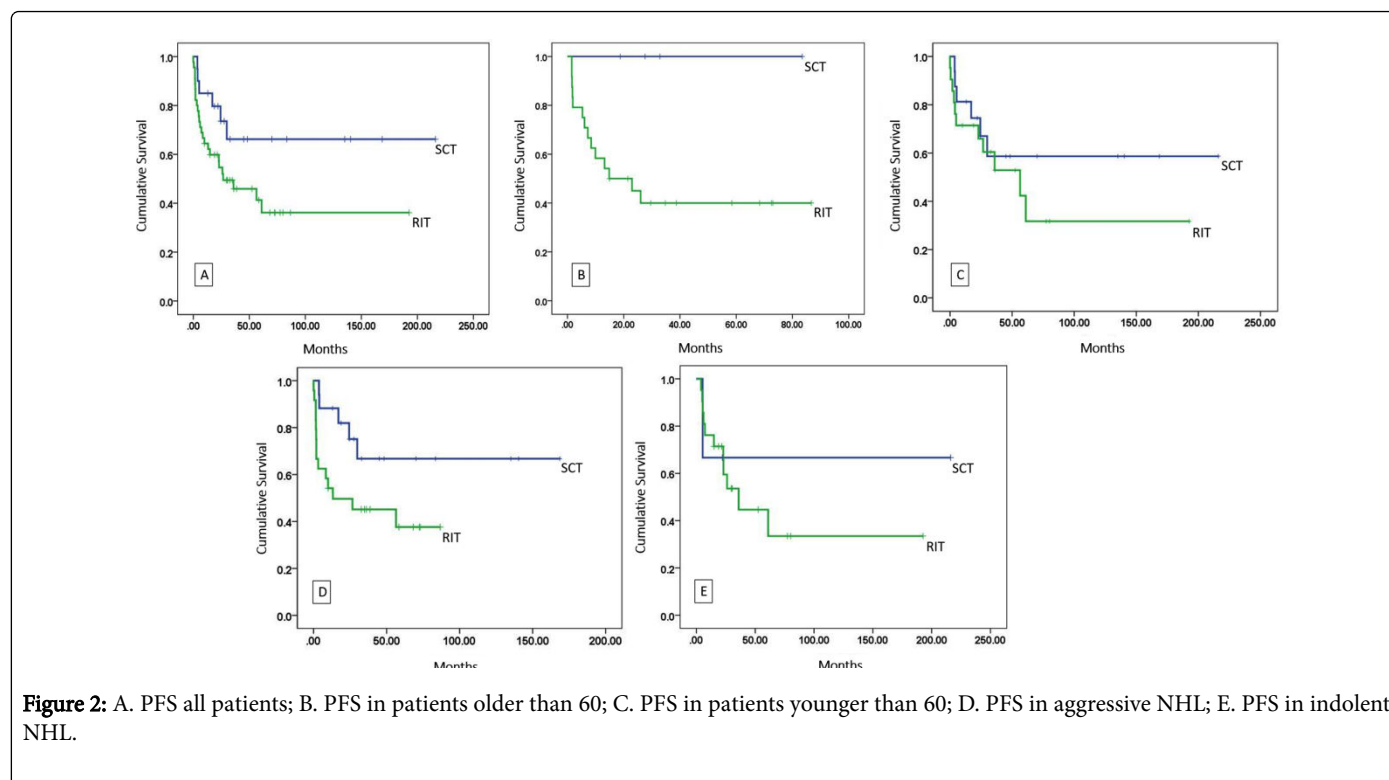 1.0
0.8
0.6
0.4
0.2
0.0
Cumulative Survival
SCT
RIT
A
.00 50.00 100.00 150.00 200.00 250.00
Months
1.0
0.8
0.6
0.4
0.2
0.0
Cumulative Survival
SCT
RIT
B
.00 20.00 40.00 60.00 80.00 100.00
Months
1.0
0.8
0.6
0.4
0.2
0.0
Cumulative Survival
SCT
RIT
C
.00 50.00 100.00 150.00 200.00 250.00
Months
1.0
0.8
0.6
0.4
0.2
0.0
Cumulative Survival
SCT
RIT
D
.00 50.00 100.00 150.00 200.00
Months
1.0
0.8
0.6
0.4
0.2
0.0
Cumulative Survival
SCT
RIT
E
.00 50.00 100.00 150.00 200.00 250.00
Months
Figure 2: A. PFS all patients; B. PFS in patients older than 60; C. PFS in patients younger than 60; D. PFS in aggressive NHL; E. PFS in indolent
NHL.